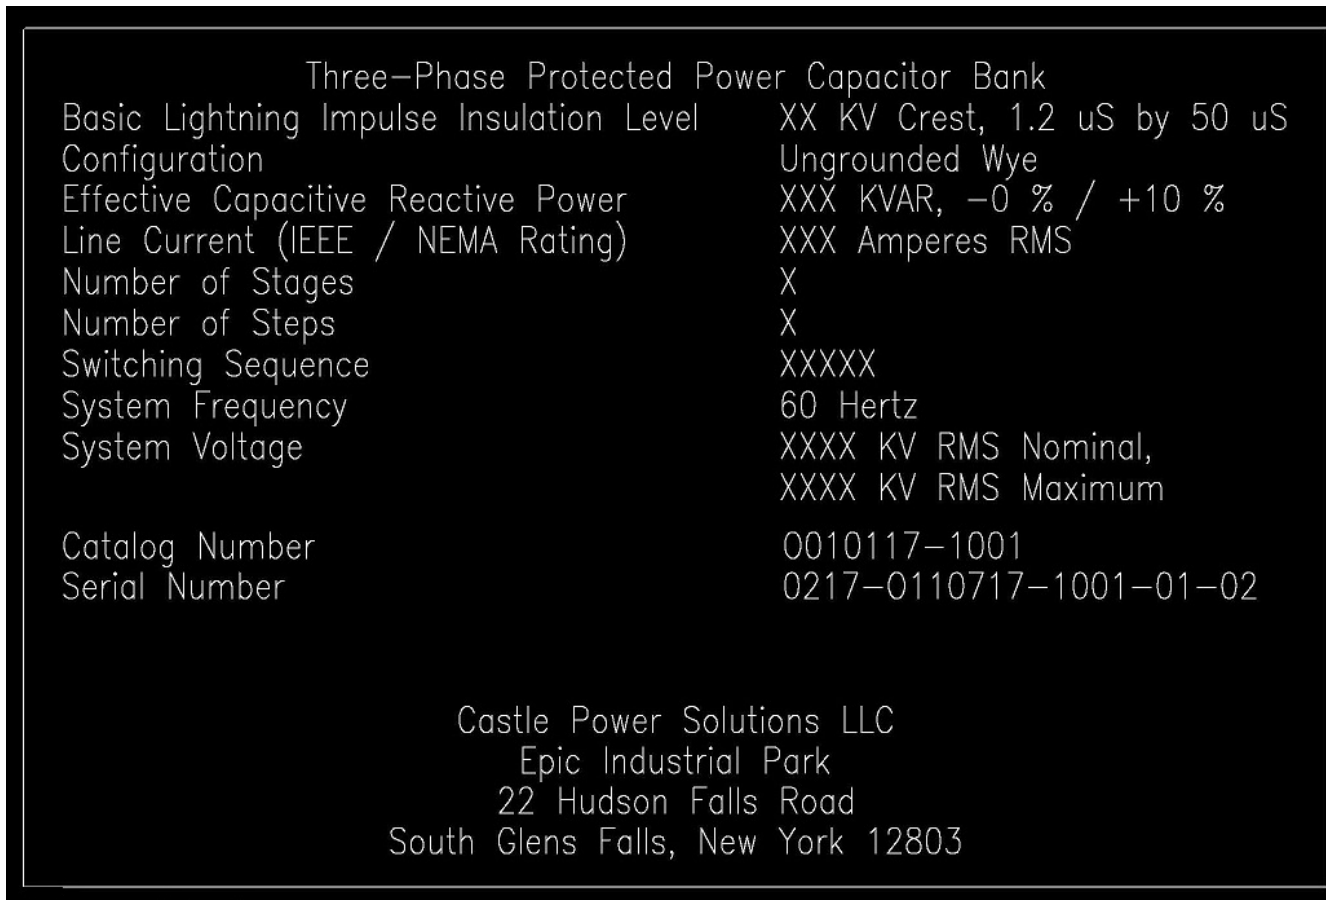 Three-Phase Protected Power Capacitor Bank
Basic Lightning Impulse Insulation Level XX KV Crest, 1.2 uS by 50 uS
Configuration Ungrounded Wye
Effective Capacitive Reactive Power XXX KVAR, -0 % / +10 %
Line Current (IEEE / NEMA Rating) XXX Amperes RMS
Number of Stages X
Number of Steps X
Switching Sequence XXXXX
System Frequency 60 Hertz
System Voltage XXXX KV RMS Nominal,
XXXX KV RMS Maximum
Catalog Number O010117-1001
Serial Number 0217-O110717-1001-01-02
Castle Power Solutions LLC
Epic Industrial Park
22 Hudson Falls Road
South Glens Falls, New York 12803